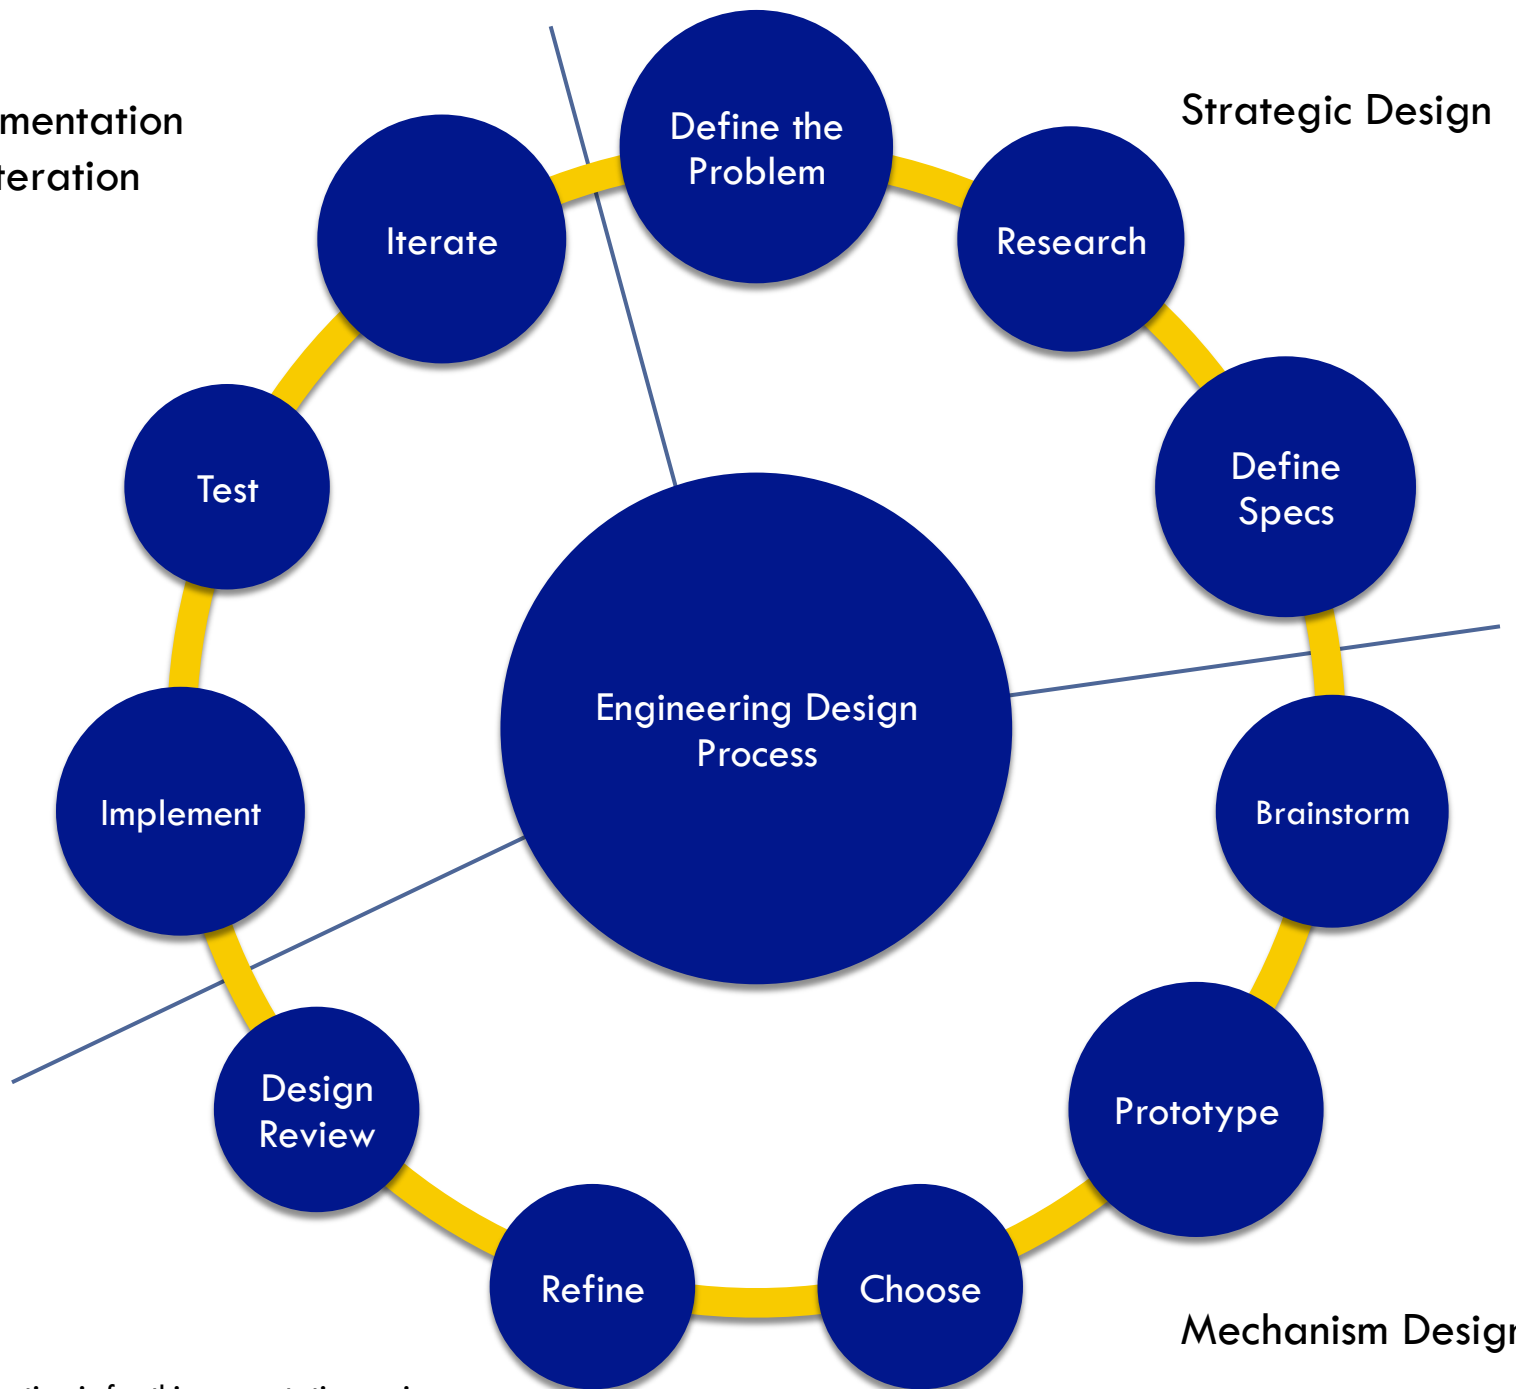 Define the
Problem
Strategic Design
Research
Define
Specs
Brainstorm
Prototype
Mechanism Design
Choose
Refine
Design
Review
Implement
Test
Iterate
mentation
teration
Engineering Design
Process